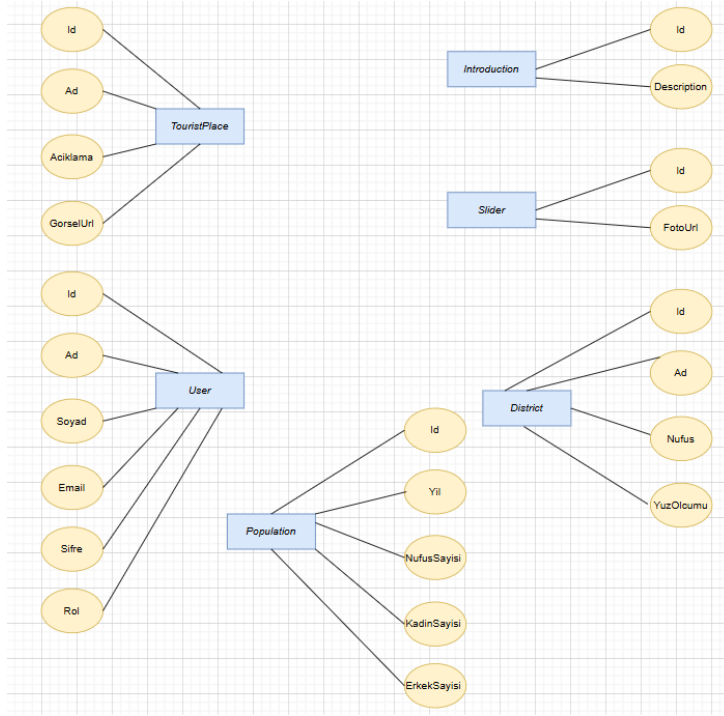 Id
Ad
Aciklama
GorselUrl
TouristPlace
Introduction
Id
Description
Slider
Id
FotoUrl
Id
Ad
Soyad
Email
Sifre
Rol
User
District
Id
Ad
Nufus
YuzOlcumu
Population
Id
Yil
NufusSayisi
KadinSayisi
ErkekSayisi